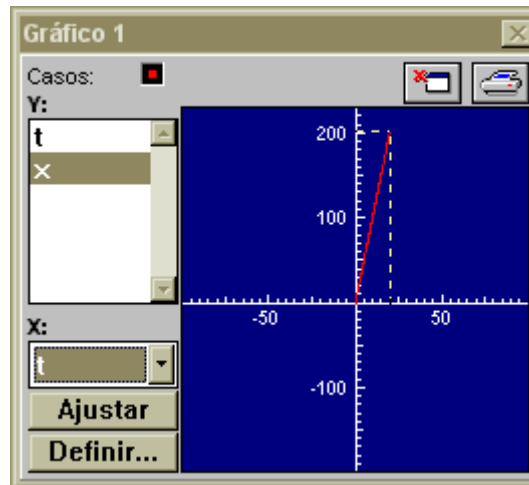 Gráfico 1
Casos:
Y:
t
x
X:
t
Ajustar
Definir...
200
100
-50
50
-100